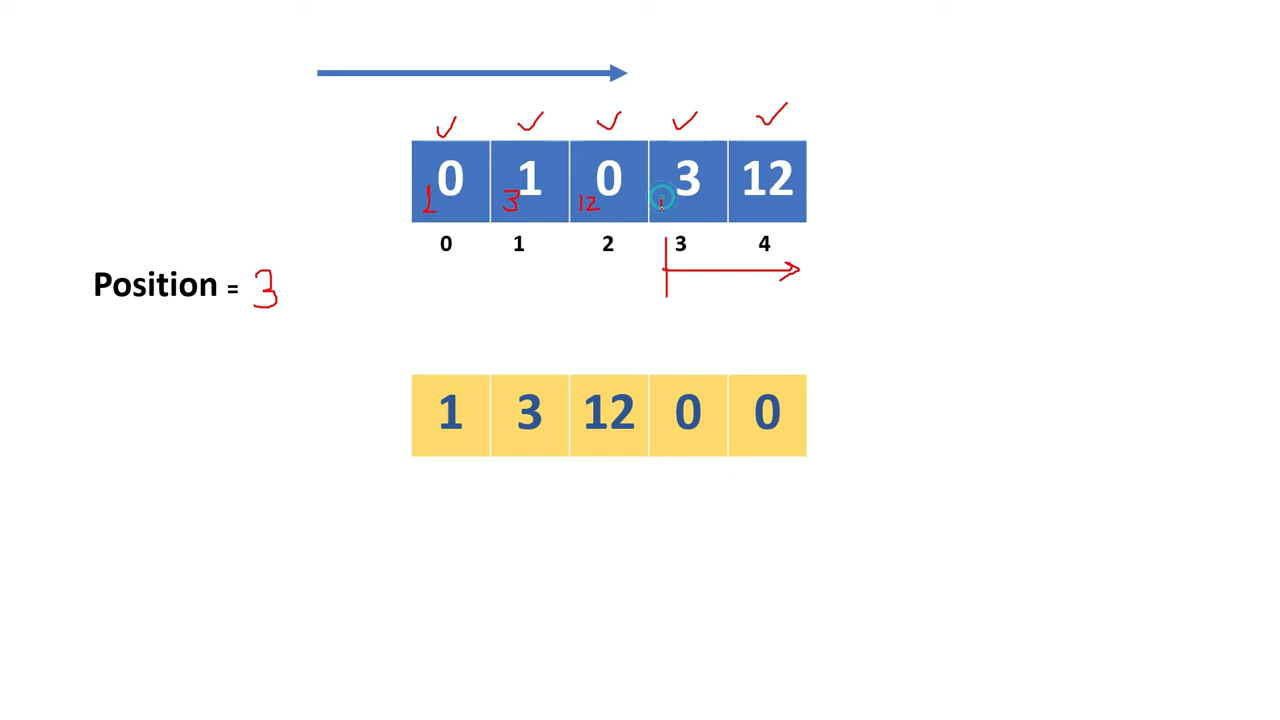 0 1 0 3 12
1 3 12
0 1 2 3 4
Position = 3
1 3 12 0 0